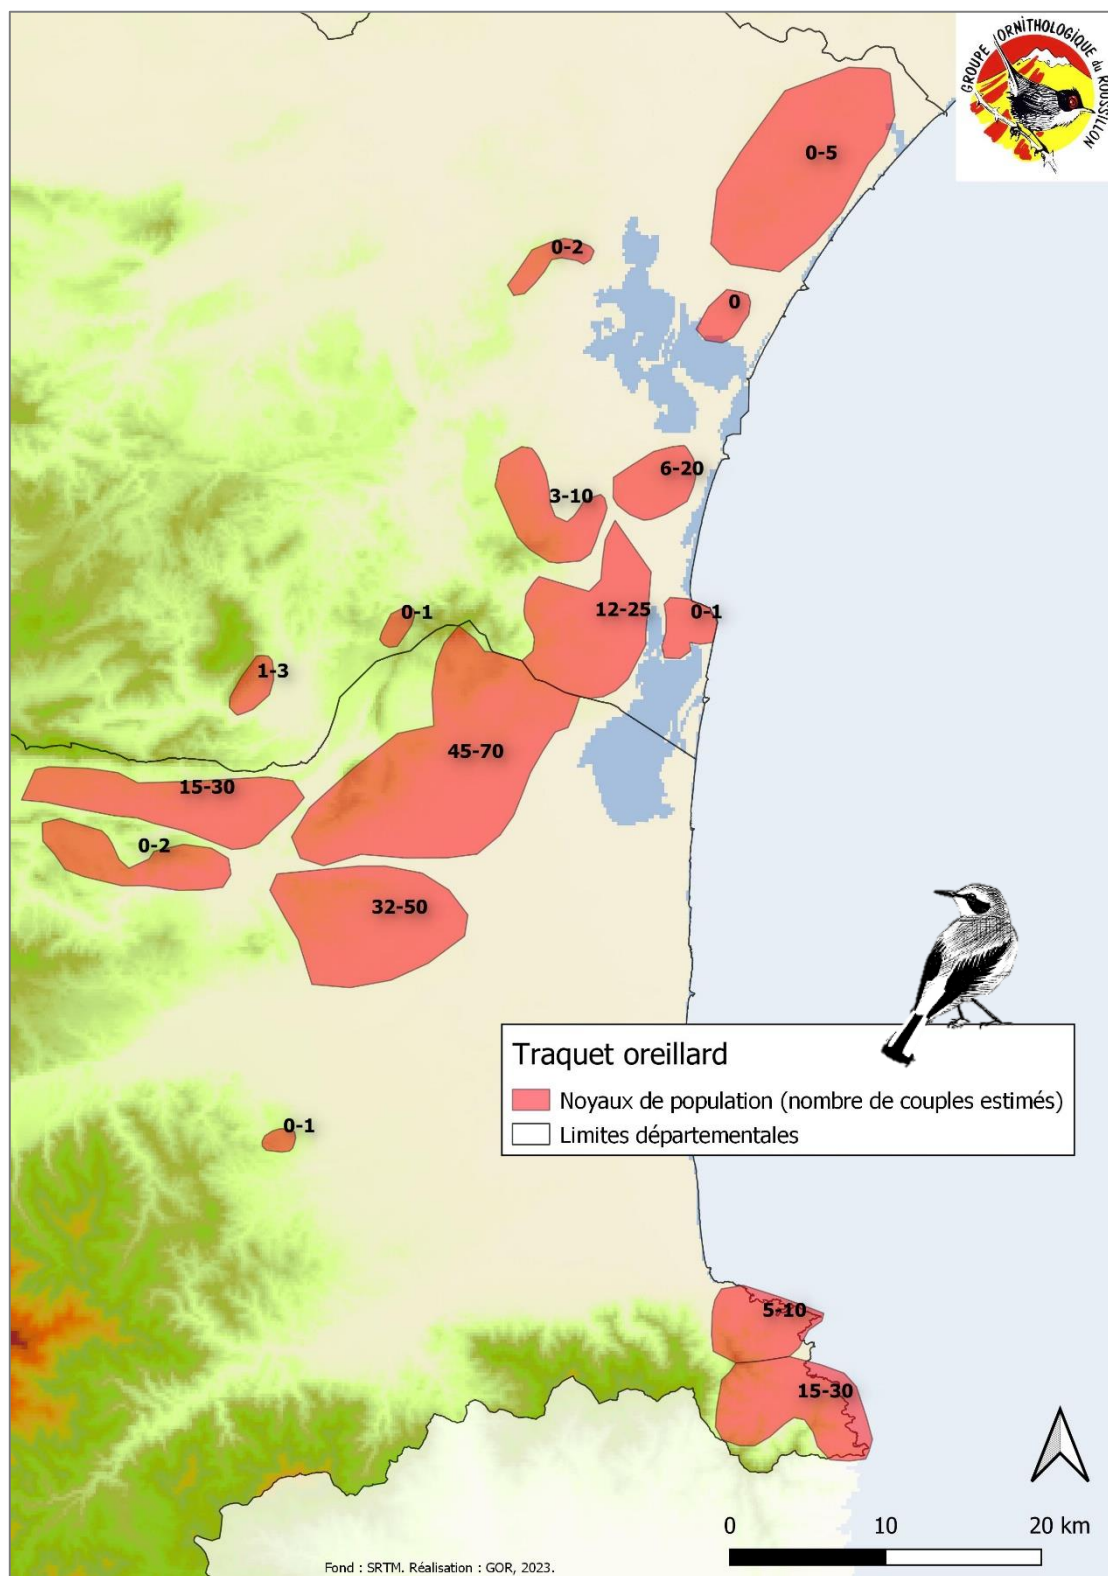 GROUPE ORNITHOLOGIQUE du ROUSSILLON
0-5
0-2
0
6-20
3-10
12-25
0-1
0-1
1-3
45-70
15-30
0-2
32-50
Traquet oreillard
Noyaux de population (nombre de couples estimés)
Limites départementales
0-1
5-10
15-30
0 10 20 km
Fond : SRTM. Réalisation : GOR, 2023.